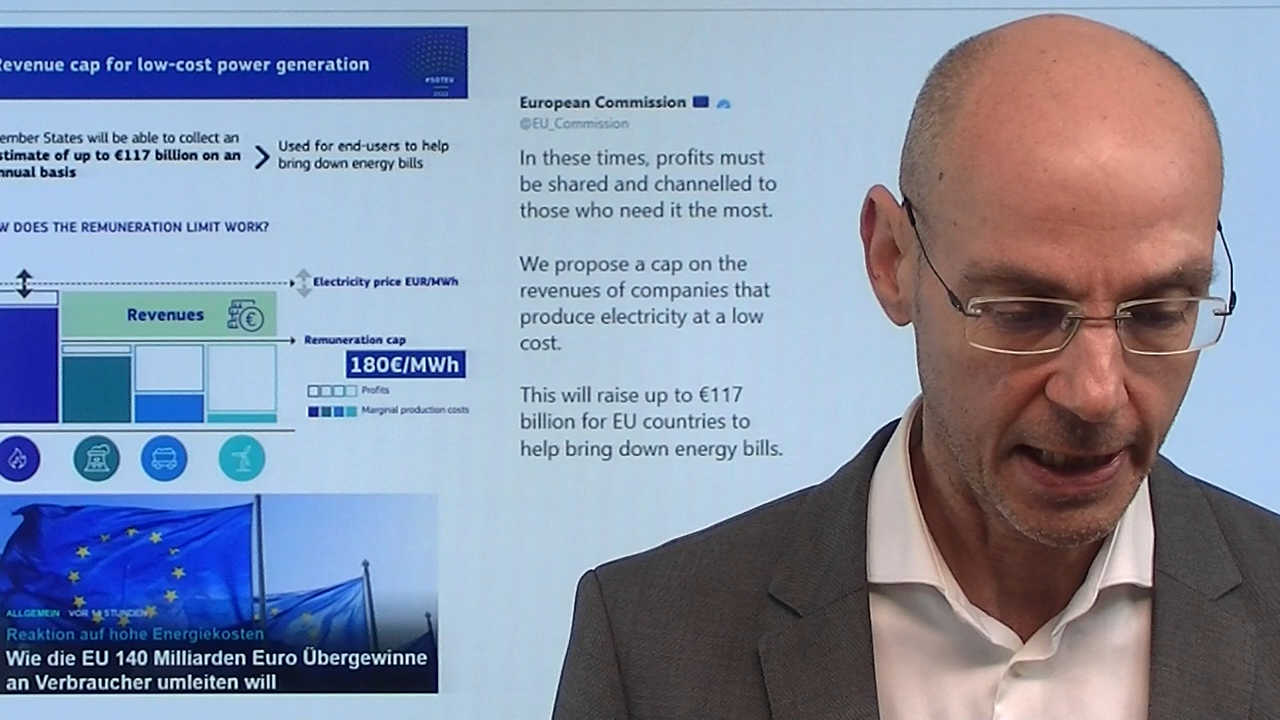 Revenue cap for low-cost power generation
#SOTEU
2022
ember States will be able to collect an
stimate of up to €117 billion on an
nnual basis
Used for end-users to help
bring down energy bills
W DOES THE REMUNERATION LIMIT WORK?
Electricity price EUR/MWh
Revenues
€
Remuneration cap
180€/MWh
Profits
Marginal production costs
ALLGEMEIN VOR 14 STUNDEN
Reaktion auf hohe Energiekosten
Wie die EU 140 Milliarden Euro Übergewinne
an Verbraucher umleiten will
European Commission
@EU_Commission
In these times, profits must
be shared and channelled to
those who need it the most.
We propose a cap on the
revenues of companies that
produce electricity at a low
cost.
This will raise up to €117
billion for EU countries to
help bring down energy bills.